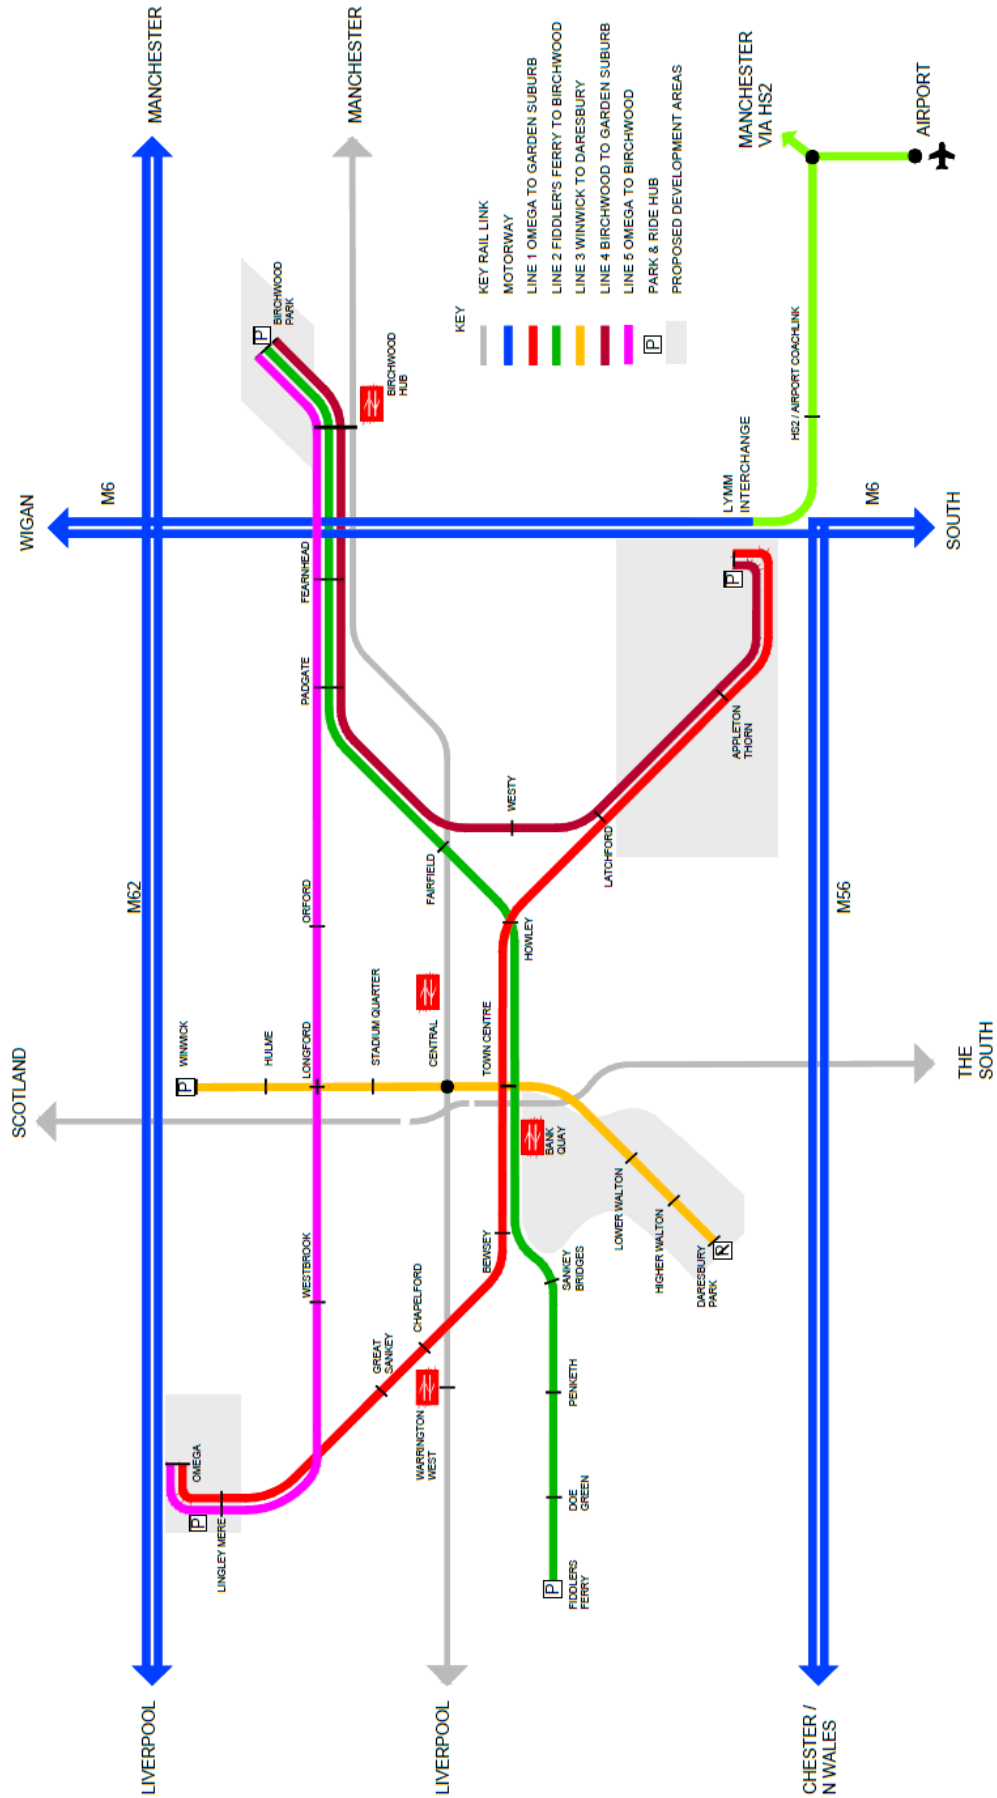 LIVERPOOL
M62
MANCHESTER
LIVERPOOL
MANCHESTER
CHESTER /
N WALES
M56
SCOTLAND
THE
SOUTH
WIGAN
M6
M6
SOUTH
LYMM
INTERCHANGE
HS2 / AIRPORT COACHLINK
MANCHESTER
VIA HS2
AIRPORT
P
OMEGA
LINGLEY MERE
GREAT
SANKEY
CHAPELFORD
WARRINGTON
WEST
BEWSEY
WESTBROOK
P
WINWICK
HULME
LONGFORD
STADIUM QUARTER
CENTRAL
TOWN CENTRE
BANK
QUAY
ORFORD
PADGATE
FEARNHEAD
BIRCHWOOD
HUB
P
BIRCHWOOD
PARK
FAIRFIELD
HOWLEY
WESTY
LATCHFORD
APPLETON
THORN
P
P
FIDDLERS
FERRY
DOE
GREEN
PENKETH
SANKEY
BRIDGES
LOWER WALTON
HIGHER WALTON
DARESBURY
PARK
KEY
KEY RAIL LINK
MOTORWAY
LINE 1 OMEGA TO GARDEN SUBURB
LINE 2 FIDDLER'S FERRY TO BIRCHWOOD
LINE 3 WINWICK TO DARESBURY
LINE 4 BIRCHWOOD TO GARDEN SUBURB
LINE 5 OMEGA TO BIRCHWOOD
P PARK & RIDE HUB
PROPOSED DEVELOPMENT AREAS